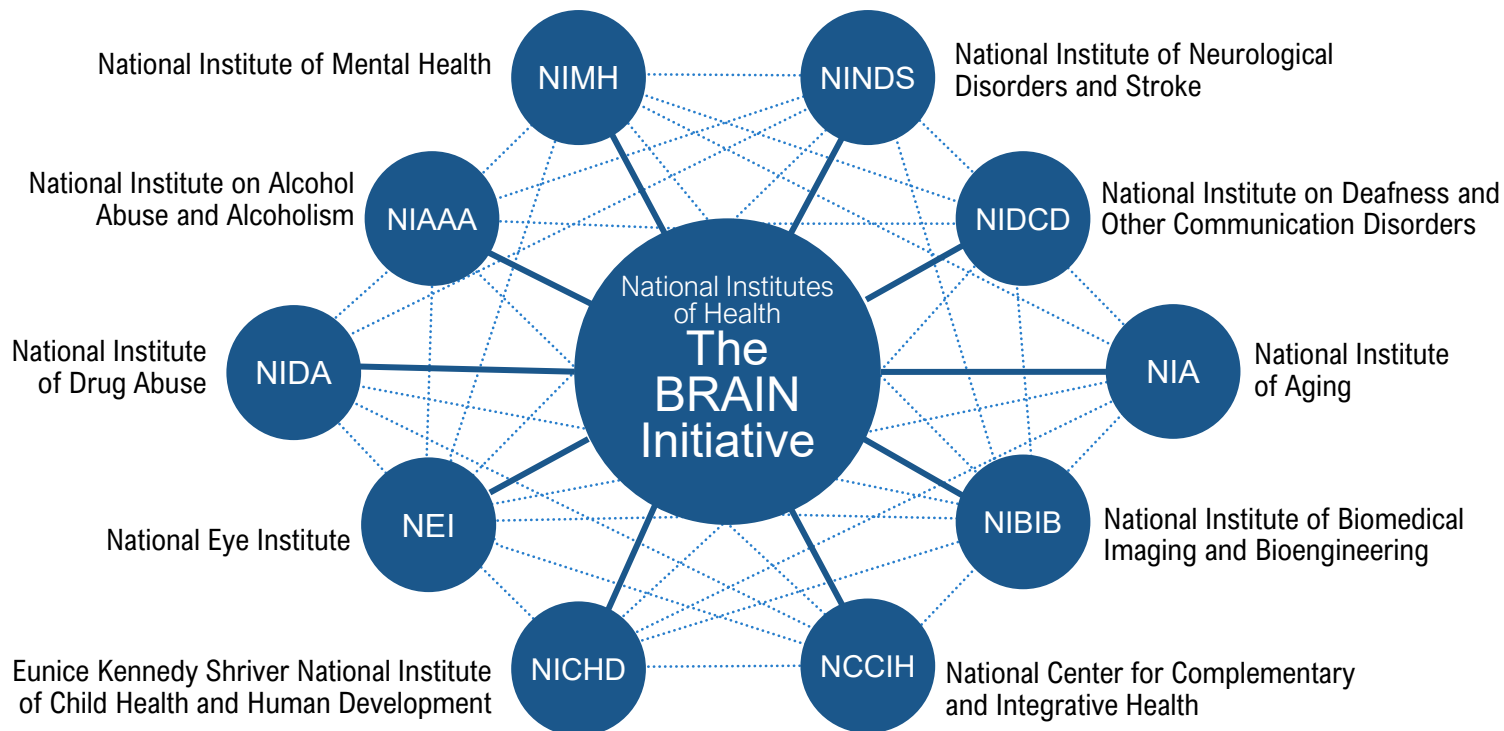 National Institute of Mental Health
NIMH
NINDS
National Institute of Neurological
Disorders and Stroke
National Institute on Alcohol
Abuse and Alcoholism
NIAAA
NIDCD
National Institute on Deafness and
Other Communication Disorders
National Institutes
of Health
The
BRAIN
Initiative
National Institute
of Drug Abuse
NIDA
NIA
National Institute
of Aging
National Eye Institute
NEI
NIBIB
National Institute of Biomedical
Imaging and Bioengineering
Eunice Kennedy Shriver National Institute
of Child Health and Human Development
NICHD
NCCIH
National Center for Complementary
and Integrative Health